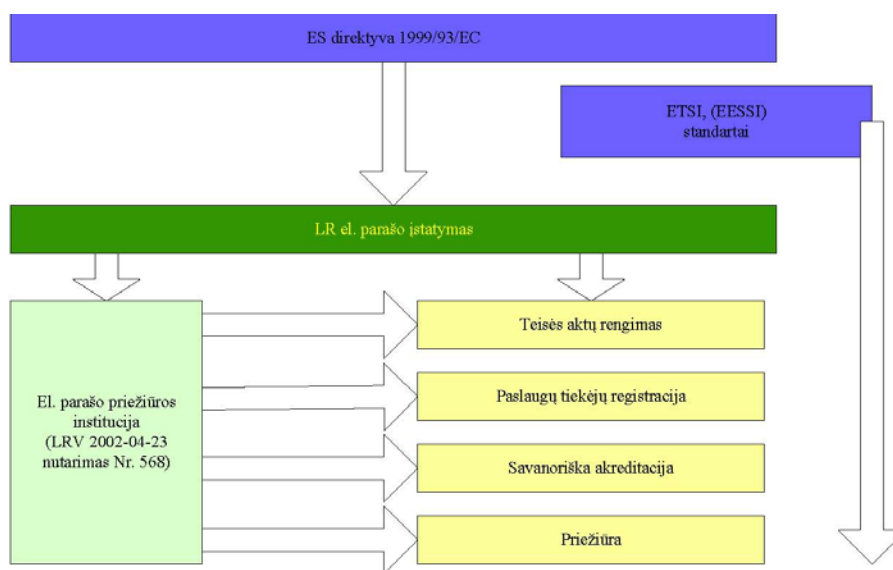 ES direktyva 1999/93/EC
ETSI, (EESSI)
standartai
LR el. parašo įstatymas
El. parašo priežiūros
institucija
(LRV 2002-04-23
nutarimas Nr. 568)
Teisės aktų rengimas
Paslaugų tiekėjų registracija
Savanoriška akreditacija
Priežiūra